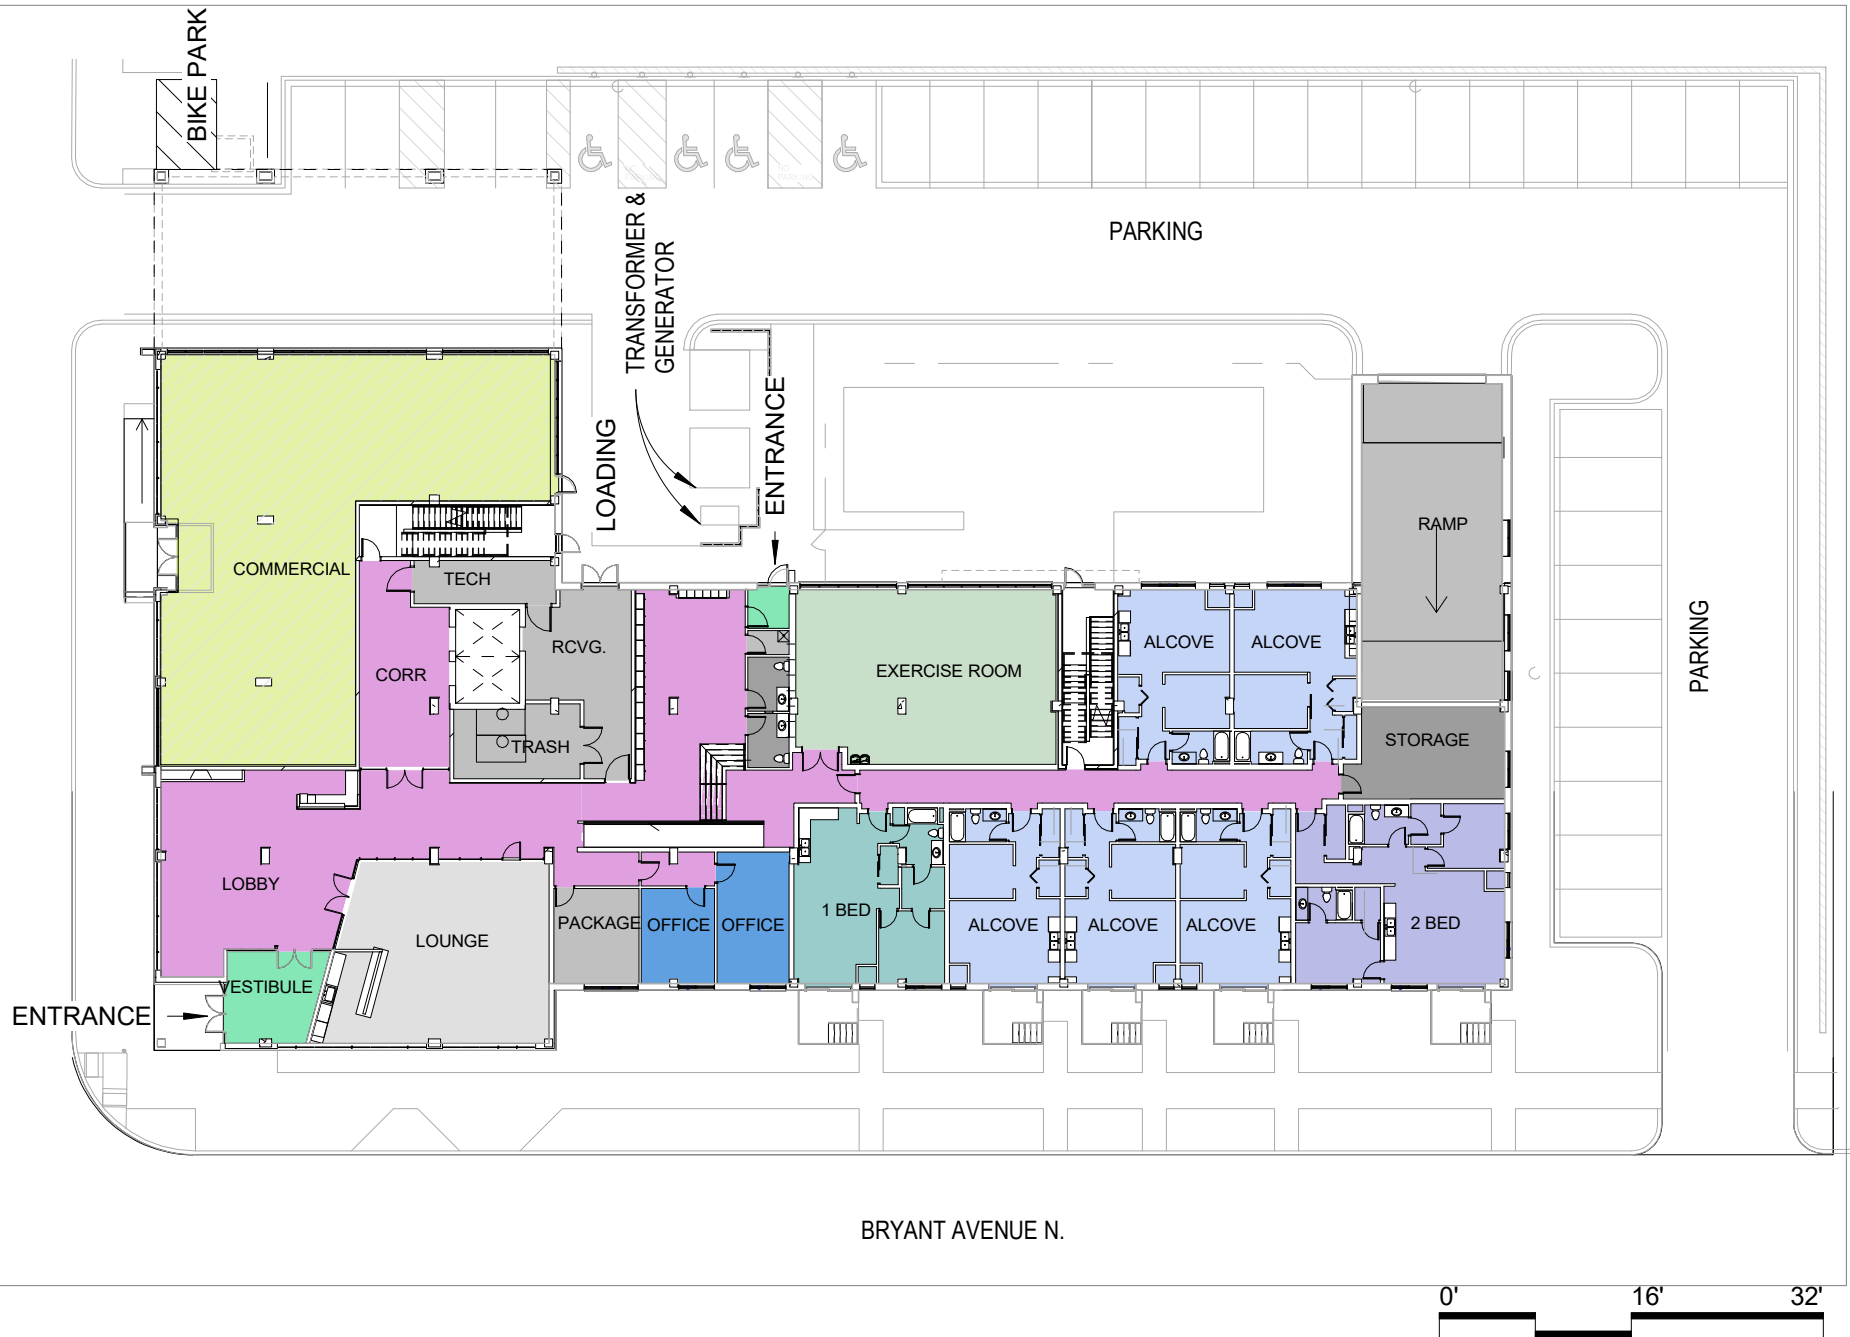 BIKE PARK
TRANSFORMER &
GENERATOR
PARKING
LOADING
ENTRANCE
RAMP
COMMERCIAL
TECH
RCVG.
CORR
EXERCISE ROOM
ALCOVE
ALCOVE
PARKING
TRASH
STORAGE
LOBBY
1 BED
PACKAGE
OFFICE
OFFICE
ALCOVE
ALCOVE
ALCOVE
2 BED
LOUNGE
VESTIBULE
ENTRANCE
BRYANT AVENUE N.
0' 16' 32'